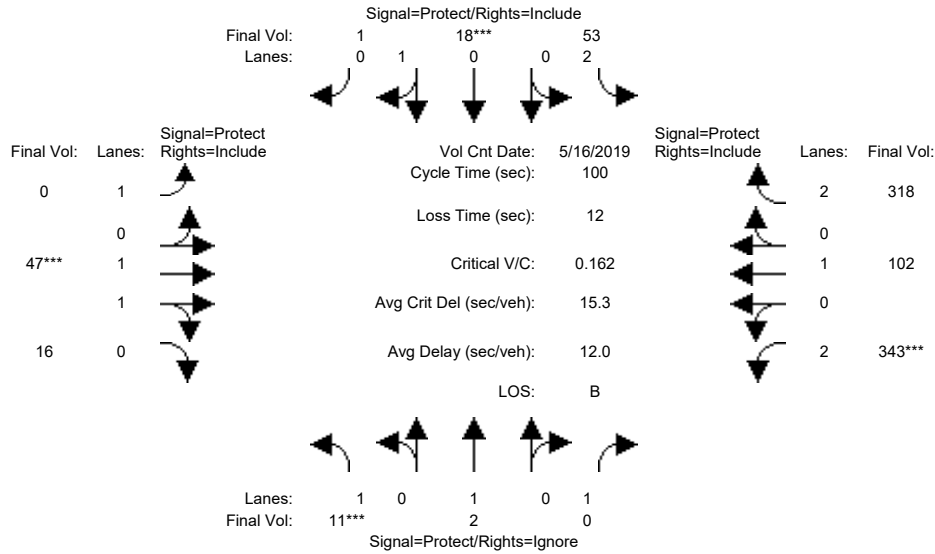 Signal=Protect/Rights=Include
Final Vol: 1 18*** 53
Lanes: 0 1 0 0 2
Signal=Protect Signal=Protect
Final Vol: Lanes: Rights=Include Vol Cnt Date: 5/16/2019 Rights=Include Lanes: Final Vol:
Cycle Time (sec): 100
0 1 2 318
Loss Time (sec): 12
0 0
47*** 1 Critical V/C: 0.162 1 102
1 Avg Crit Del (sec/veh): 15.3 0
16 0 Avg Delay (sec/veh): 12.0 2 343***
LOS: B
Lanes: 1 0 1 0 1
Final Vol: 11*** 2 0
Signal=Protect/Rights=Ignore